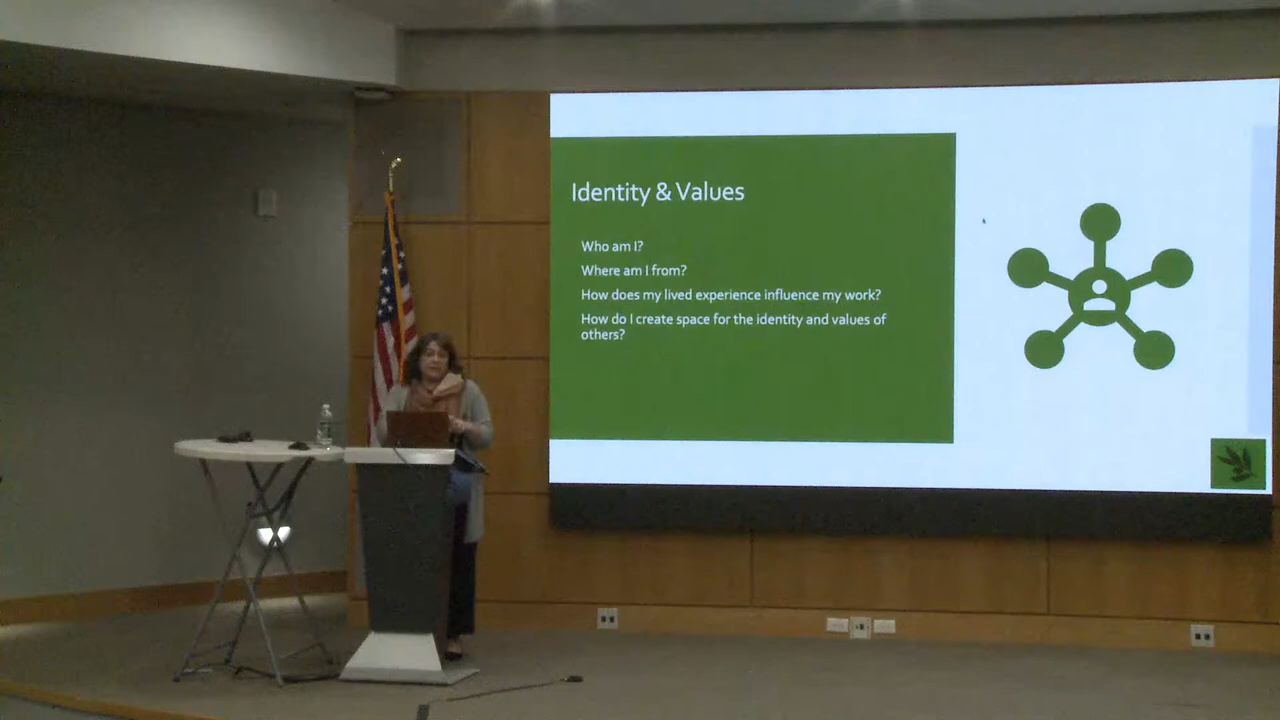 Identity & Values
Who am I?
Where am I from?
How does my lived experience influence my work?
How do I create space for the identity and values of
others?